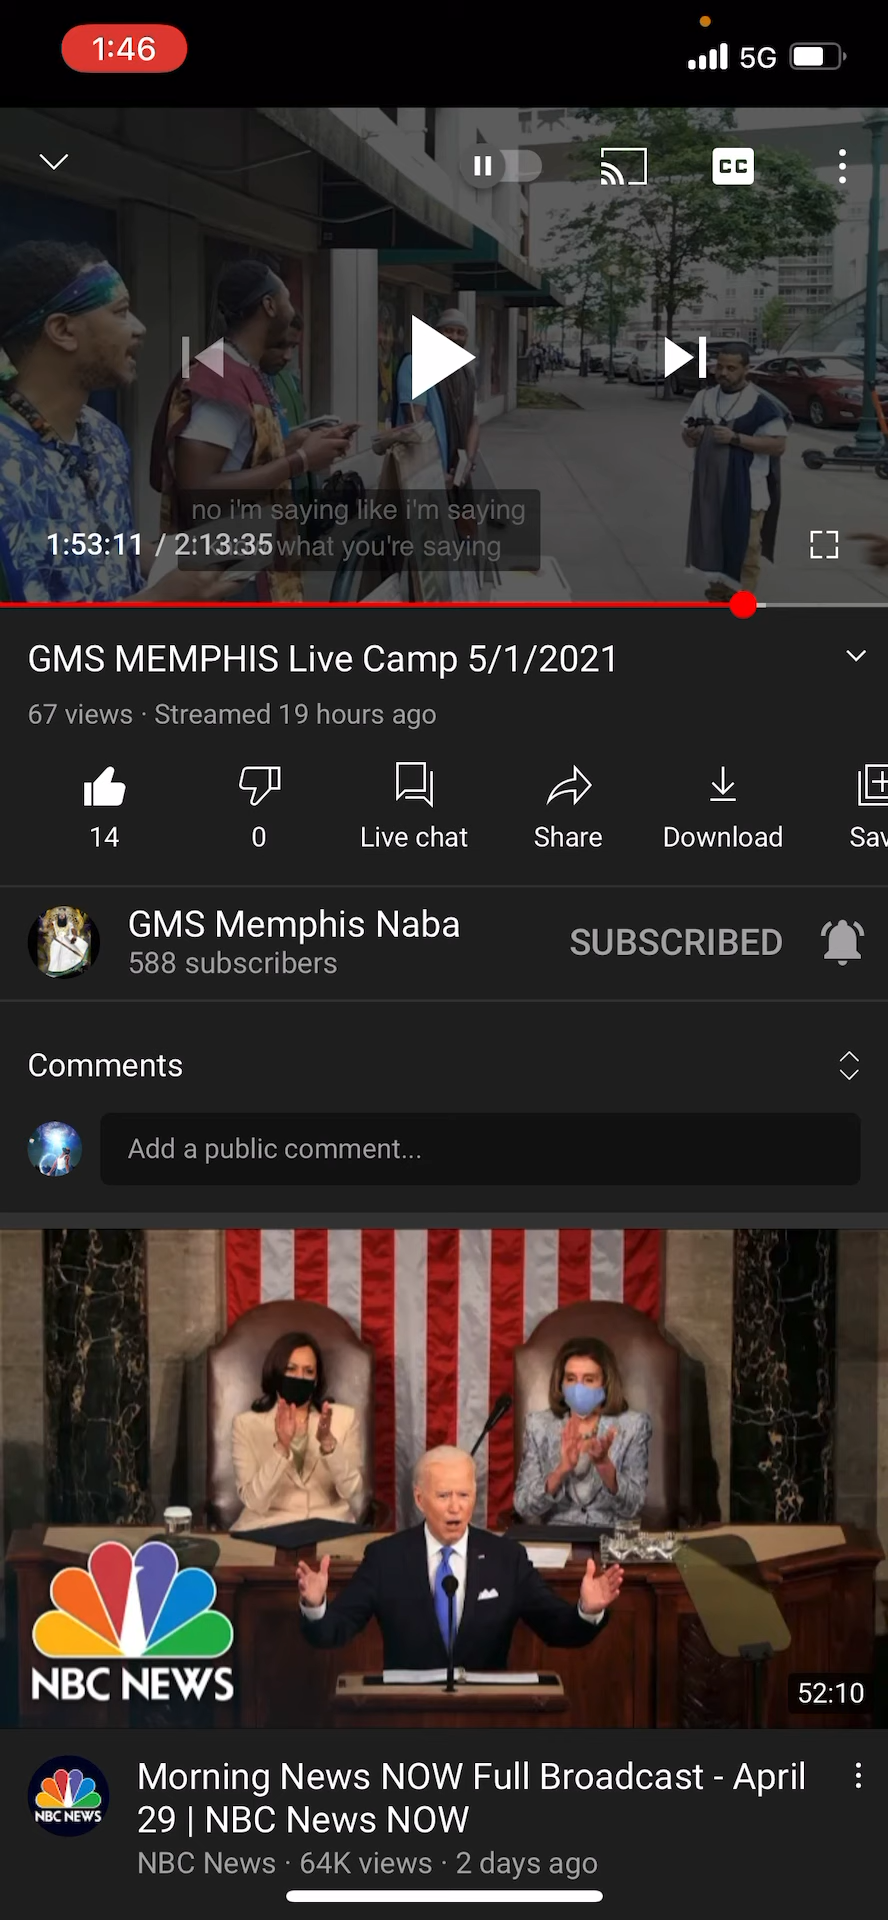 1:46
5G
CC
no i'm saying like i'm saying
what you're saying
1:53:11 / 2:13:35
GMS MEMPHIS Live Camp 5/1/2021
67 views · Streamed 19 hours ago
14
0
Live chat
Share
Download
Sav
GMS Memphis Naba
588 subscribers
SUBSCRIBED
Comments
Add a public comment...
NBC NEWS
52:10
NBC NEWS
Morning News NOW Full Broadcast - April
29 | NBC News NOW
NBC News · 64K views · 2 days ago